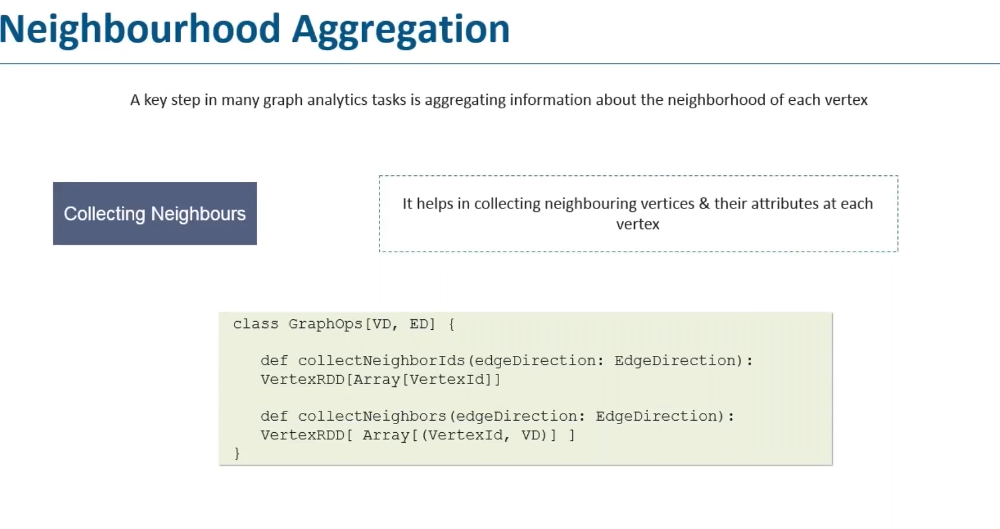 Neighbourhood Aggregation
A key step in many graph analytics tasks is aggregating information about the neighborhood of each vertex
Collecting Neighbours
It helps in collecting neighbouring vertices & their attributes at each
vertex
class GraphOps[VD, ED] {
def collectNeighborIds(edgeDirection: EdgeDirection):
VertexRDD[Array[VertexId]]
def collectNeighbors(edgeDirection: EdgeDirection):
VertexRDD[ Array[(VertexId, VD)] ]
}